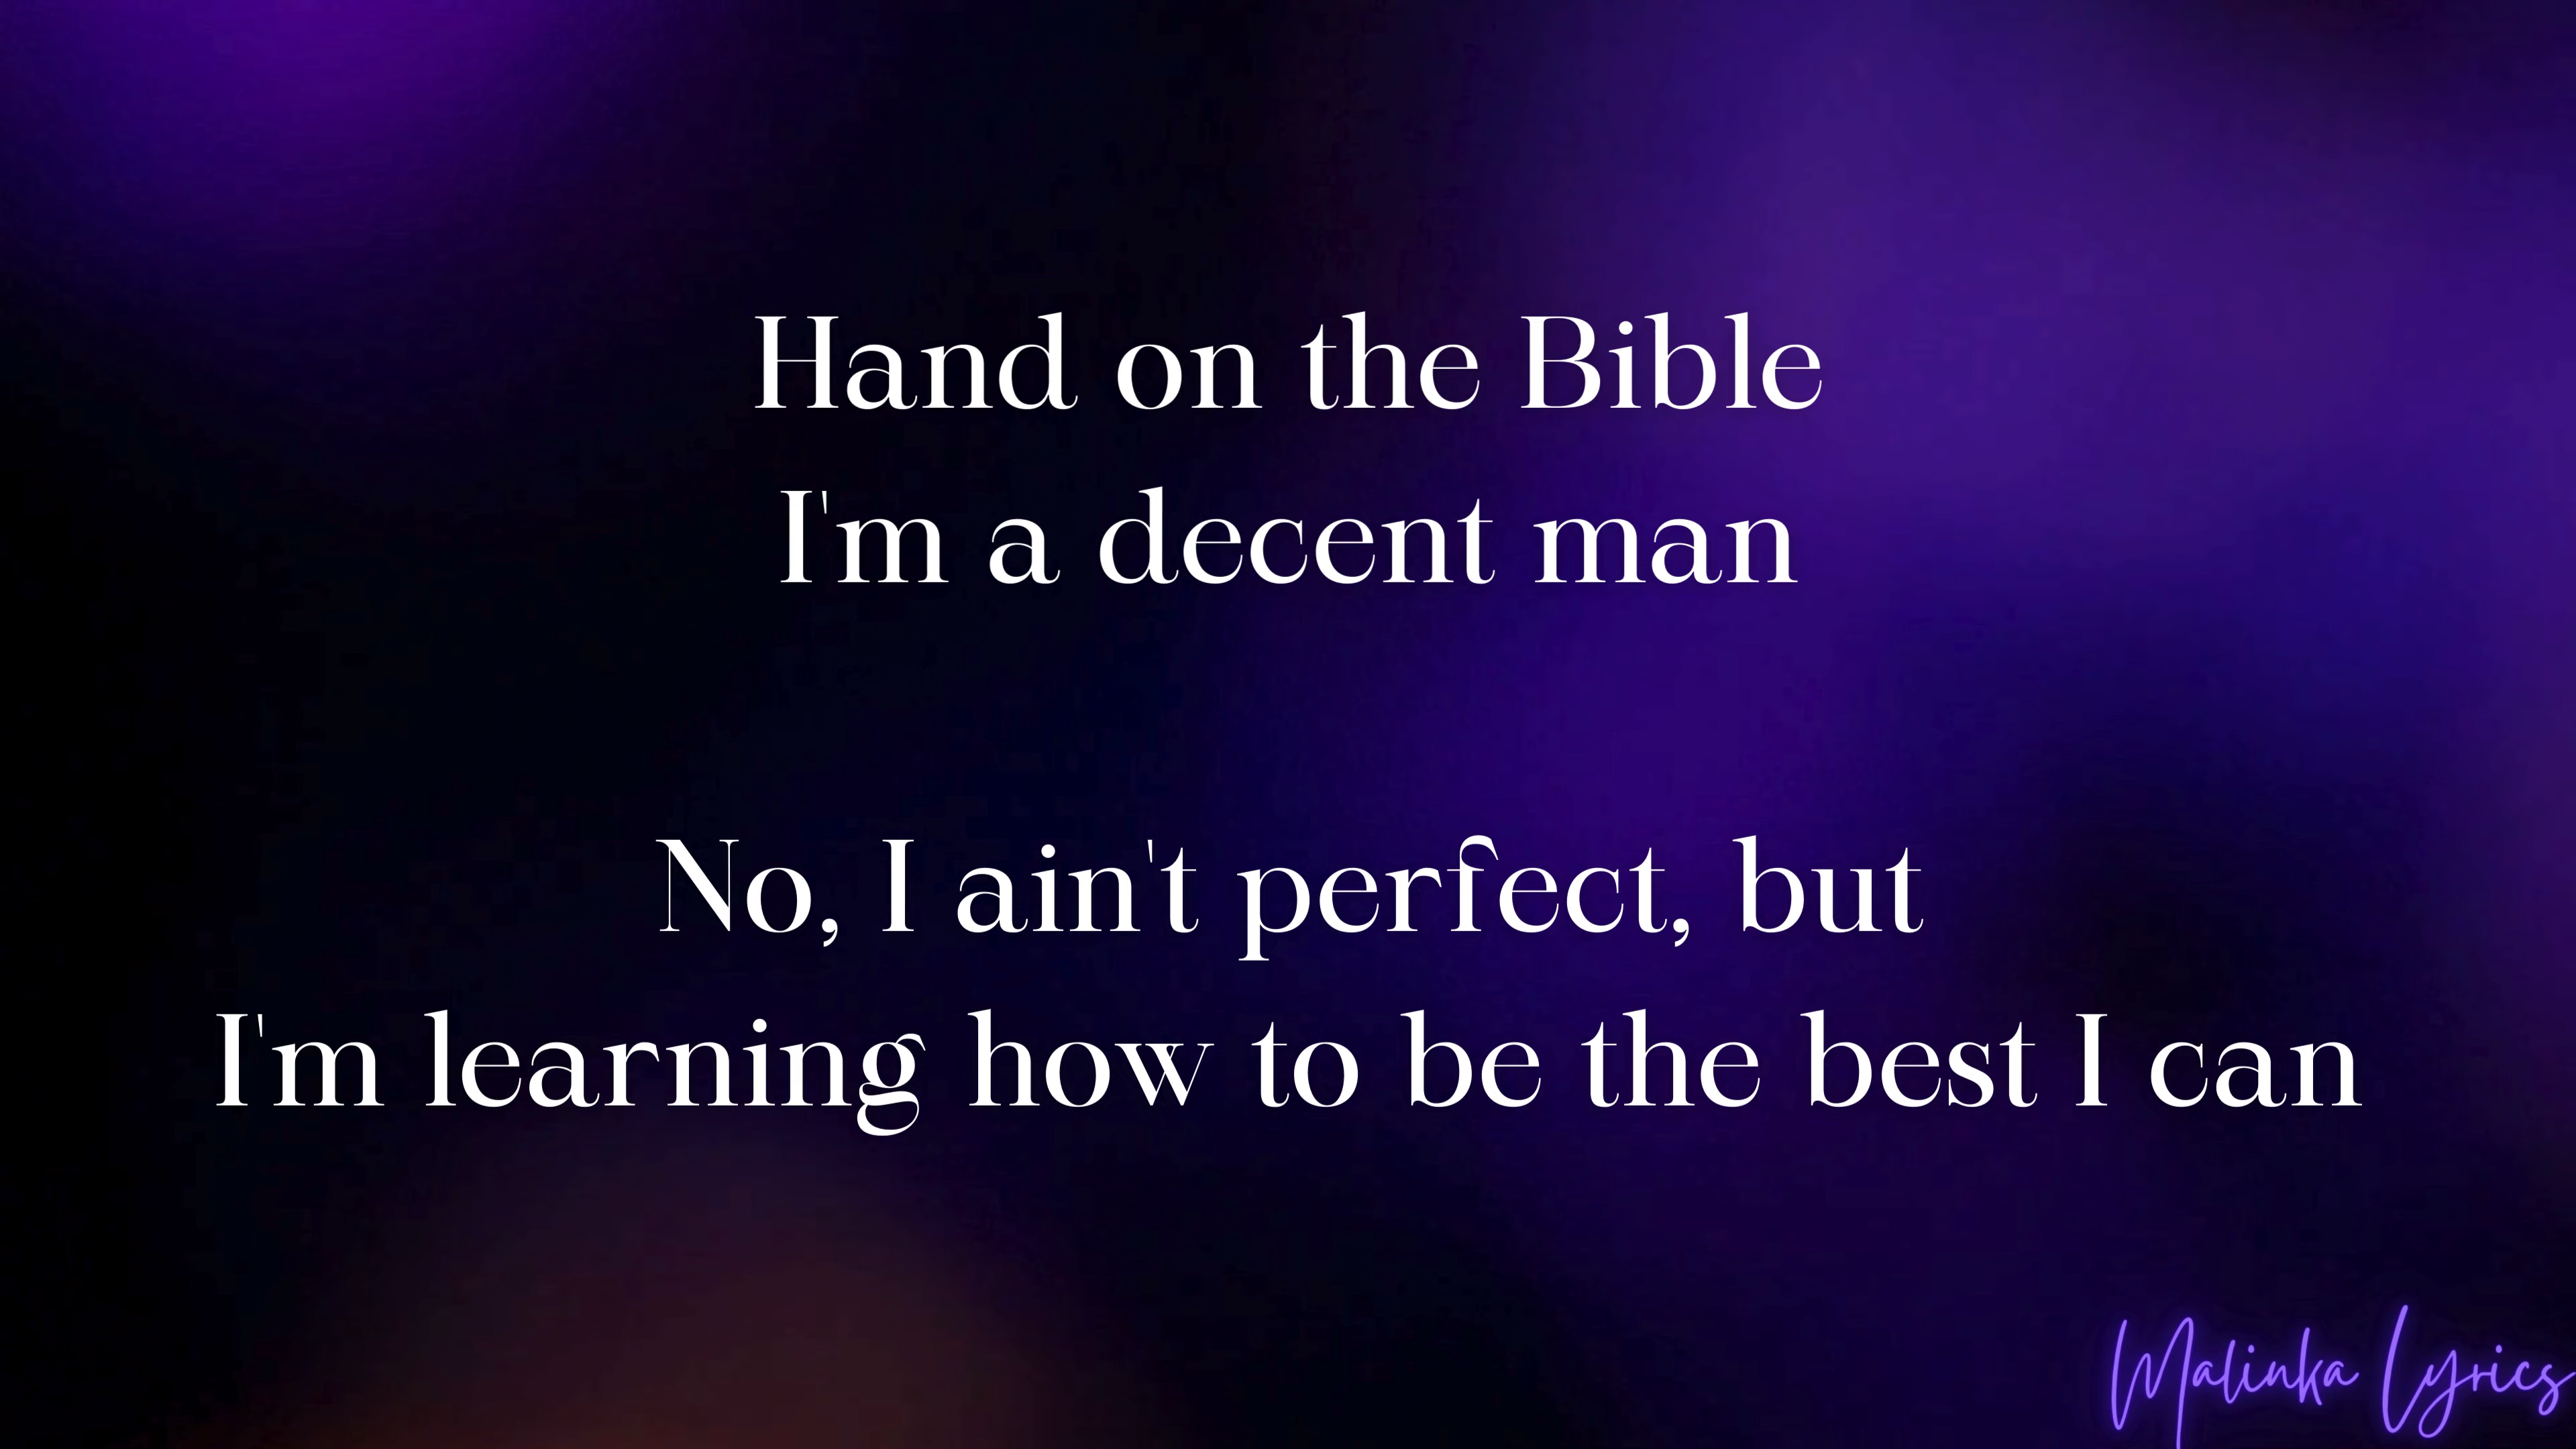 Hand on the Bible
I'm a decent man
No, I ain't perfect, but
I'm learning how to be the best I can
Malinka Lyrics